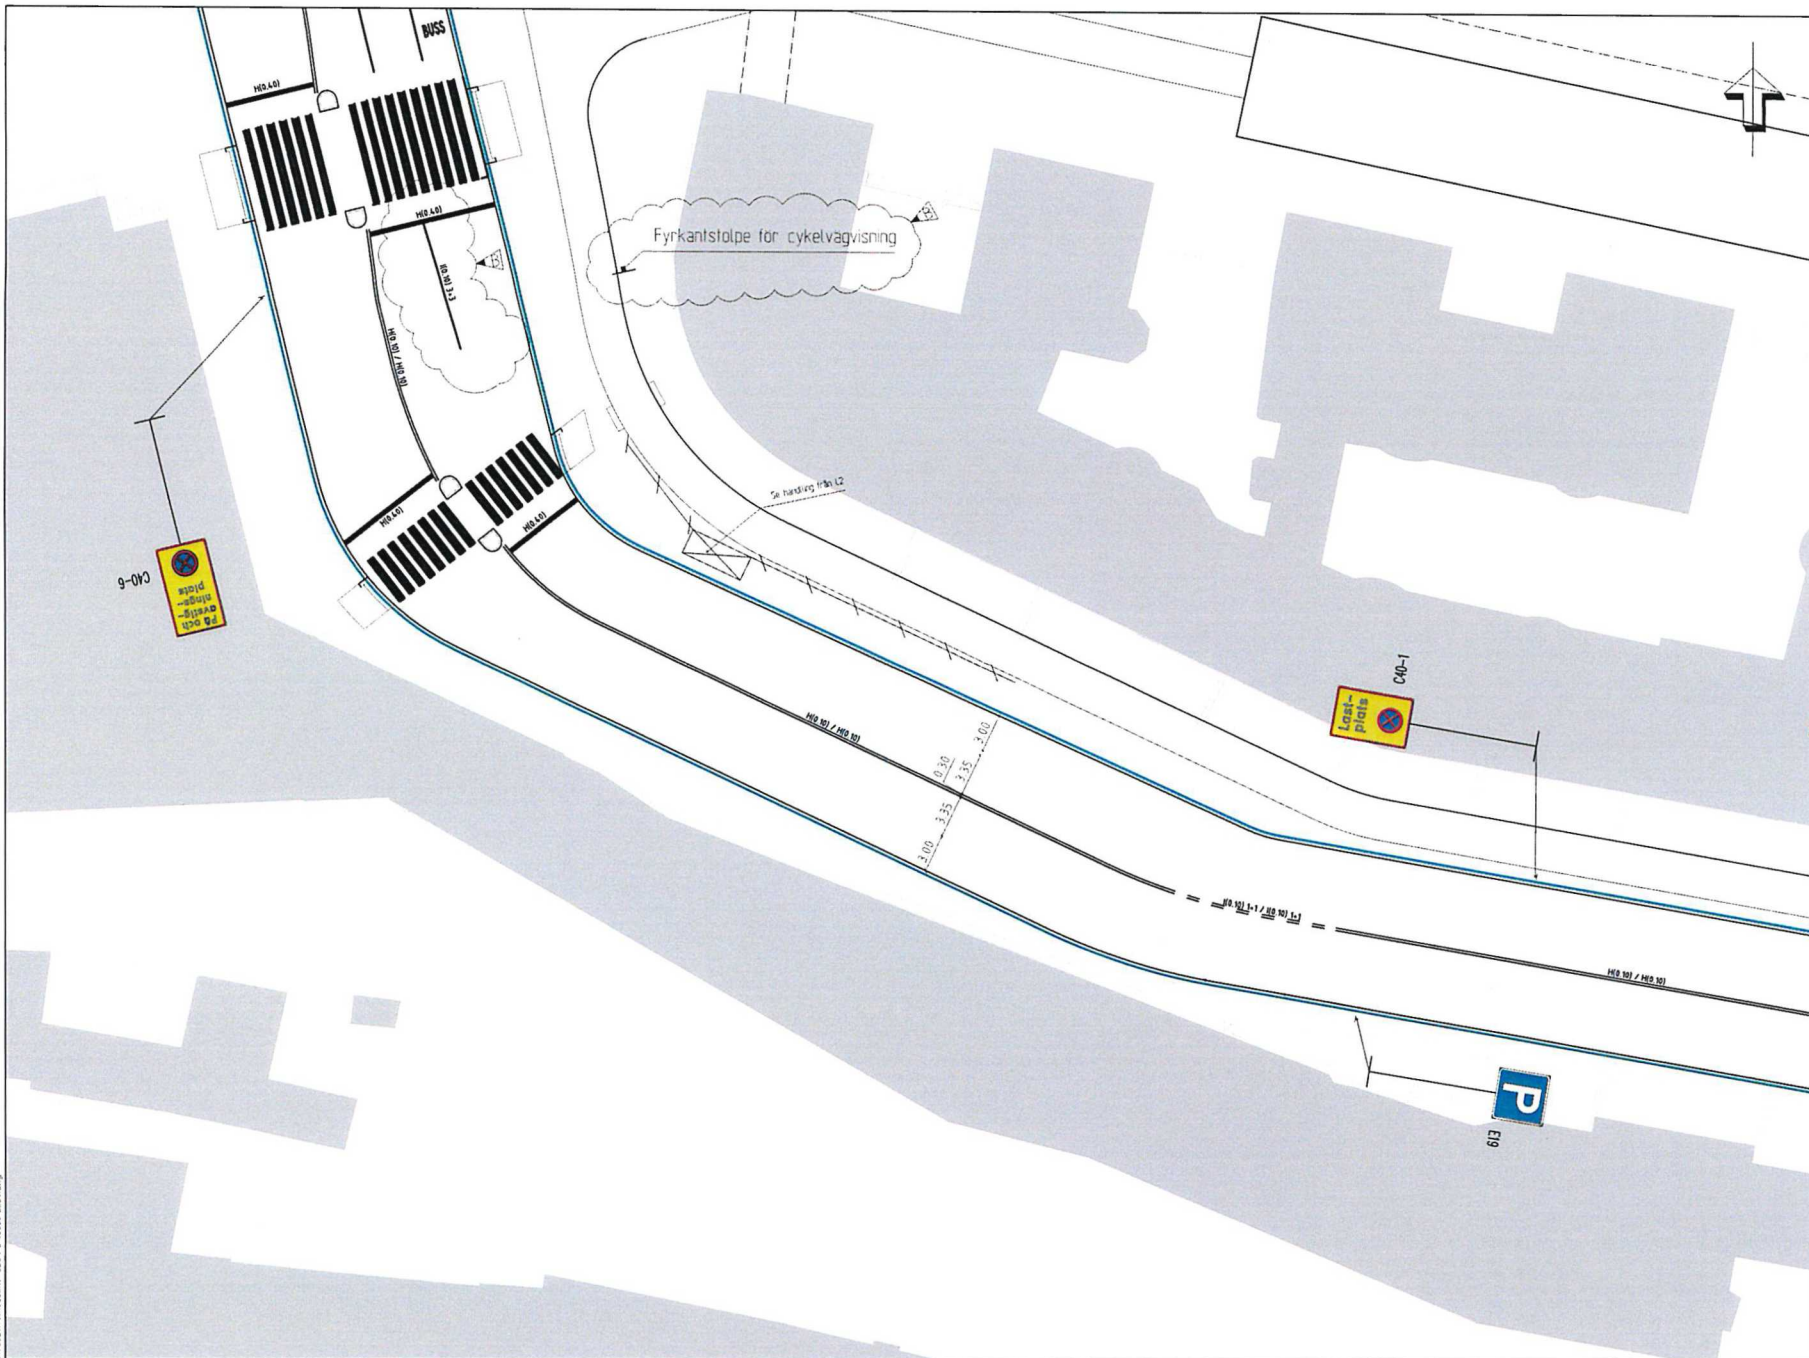 BUSS
H(0.40)
H(0.40)
Fyrkantstolpe för cykelvägvisning
I(0.10) 3+3
H(0.10) / H(0.10)
Se handling från L2
H(0.40)
H(0.40)
C40-6
På och
avstig-
nings-
plats
C40-1
Last-
plats
H(0.10) / H(0.10)
0.30
3.00
3.35
3.35
3.00
I(0.10) 1+1 / I(0.10) 1+1
H(0.10) / H(0.10)
P
E19